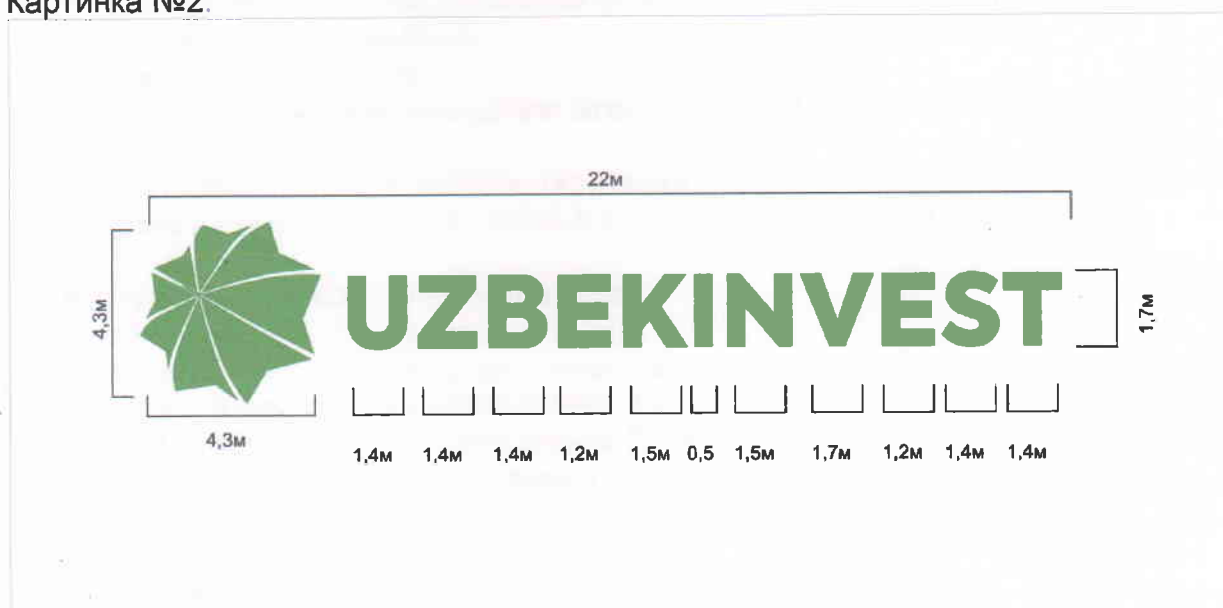 Картинка №2.
22м
4,3м
UZBEKINVEST
1,7м
4,3м
1,4м 1,4м 1,4м 1,2м 1,5м 0,5 1,5м 1,7м 1,2м 1,4м 1,4м